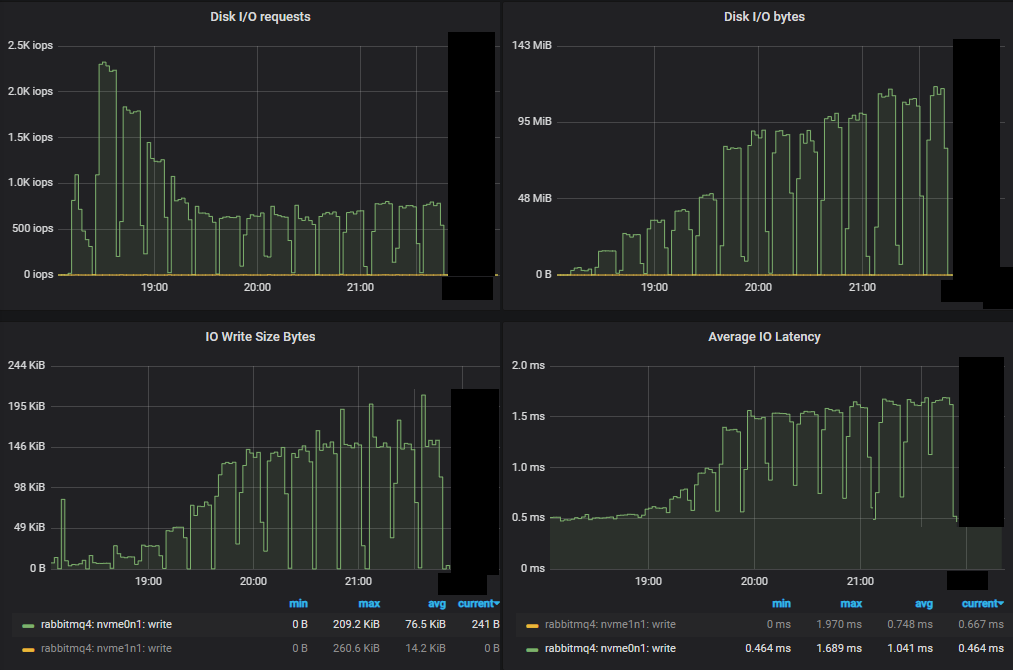 Disk I/O requests
2.5K iops
2.0K iops
1.5K iops
1.0K iops
500 iops
0 iops
19:00 20:00 21:00
Disk I/O bytes
143 MiB
95 MiB
48 MiB
0 B
19:00 20:00 21:00
IO Write Size Bytes
244 KiB
195 KiB
146 KiB
98 KiB
49 KiB
0 B
19:00 20:00 21:00
min max avg current
rabbitmq4: nvme0n1: write 0 B 209.2 KiB 76.5 KiB 241 B
rabbitmq4: nvme1n1: write 0 B 260.6 KiB 14.2 KiB 0 B
Average IO Latency
2.0 ms
1.5 ms
1.0 ms
0.5 ms
0 ms
19:00 20:00 21:00
min max avg current
rabbitmq4: nvme1n1: write 0 ms 1.970 ms 0.748 ms 0.667 ms
rabbitmq4: nvme0n1: write 0.464 ms 1.689 ms 1.041 ms 0.464 ms